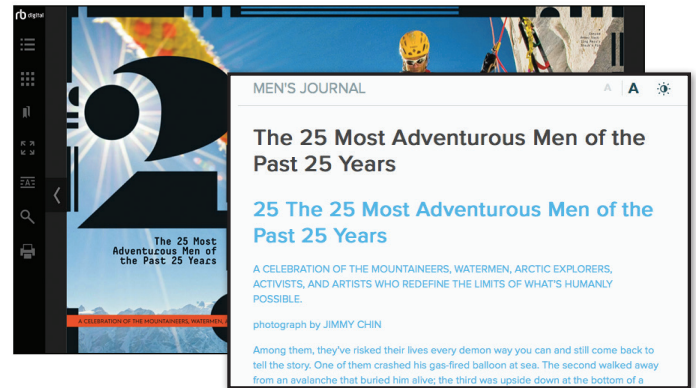 rb digital
2
The 25 Most
Adventurous Men of
the Past 25 Years
A CELEBRATION OF THE MOUNTAINEERS, WATERMEN,
MEN'S JOURNAL
A A
The 25 Most Adventurous Men of the
Past 25 Years
25 The 25 Most Adventurous Men of the
Past 25 Years
A CELEBRATION OF THE MOUNTAINEERS, WATERMEN, ARCTIC EXPLORERS,
ACTIVISTS, AND ARTISTS WHO REDEFINE THE LIMITS OF WHAT'S HUMANLY
POSSIBLE.
photograph by JIMMY CHIN
Among them, they've risked their lives every demon way you can and still come back to
tell the story. One of them crashed his gas-fired balloon at sea. The second walked away
from an avalanche that buried him alive; the third was upside down at the bottom of a